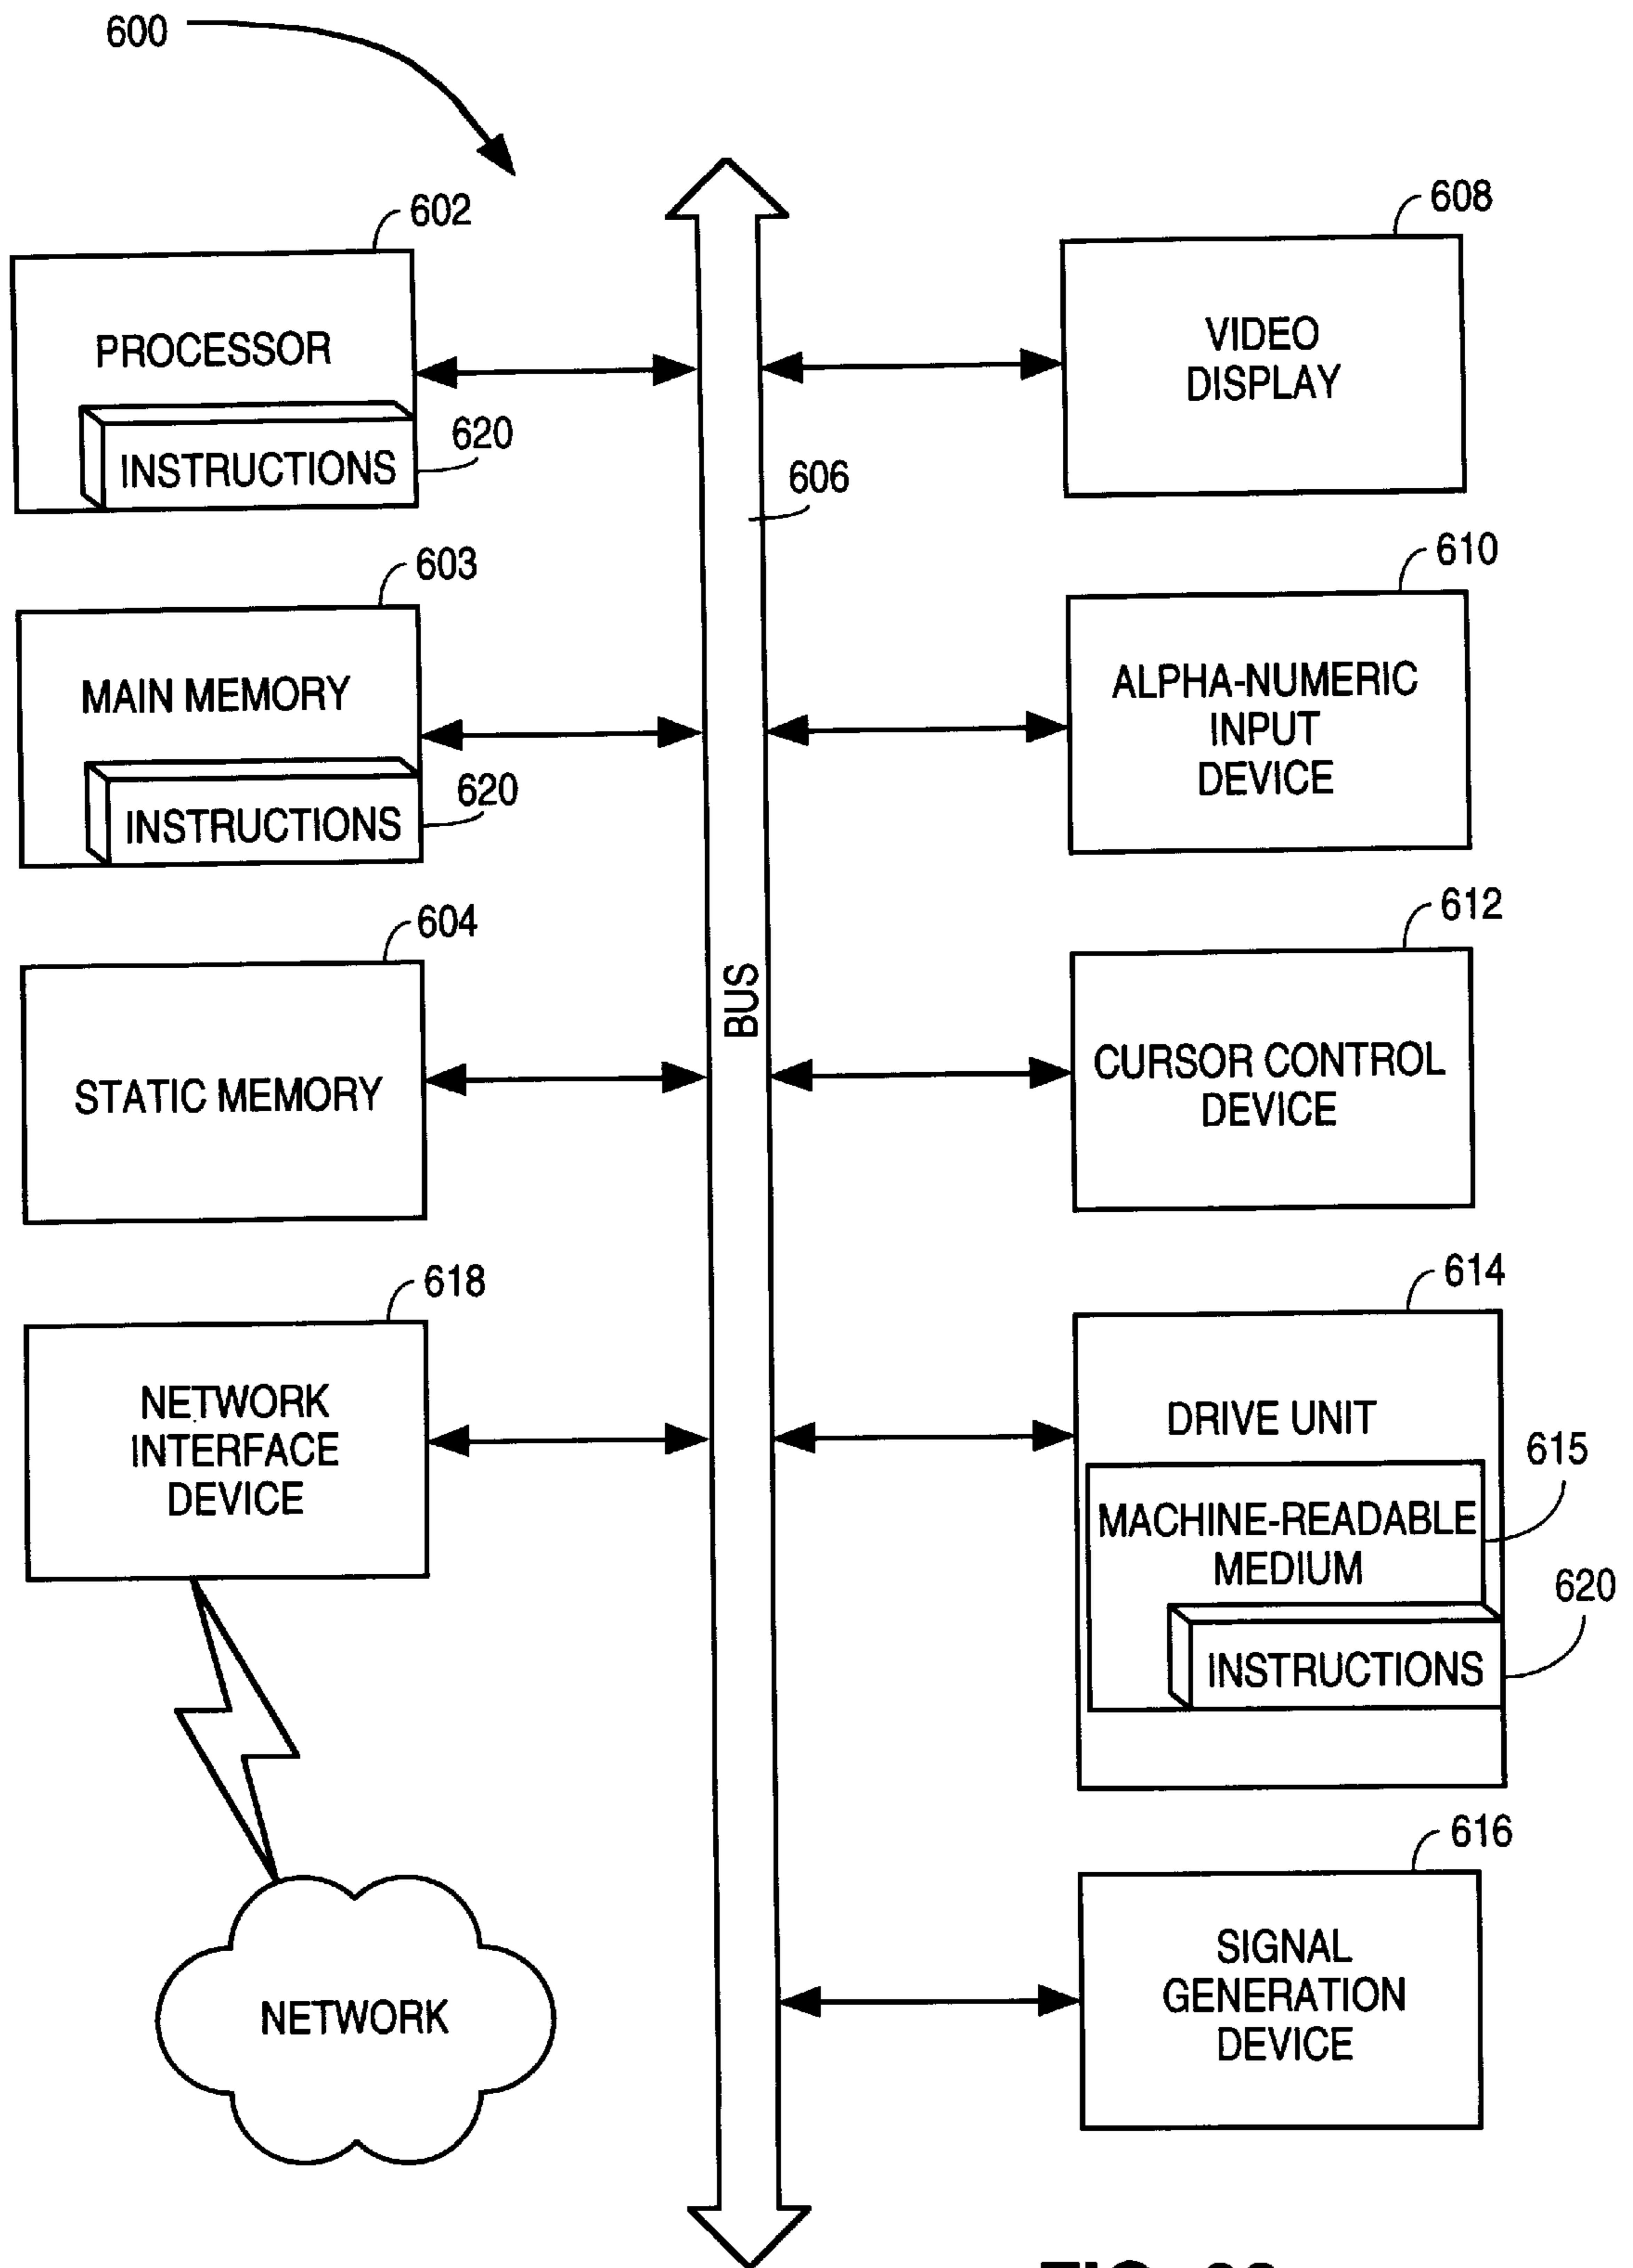 600
602
608
PROCESSOR
VIDEO
DISPLAY
620
INSTRUCTIONS
606
603
610
MAIN MEMORY
ALPHA-NUMERIC
INPUT
DEVICE
620
INSTRUCTIONS
604
612
BUS
STATIC MEMORY
CURSOR CONTROL
DEVICE
618
614
NETWORK
INTERFACE
DEVICE
DRIVE UNIT
615
MACHINE-READABLE
MEDIUM
620
INSTRUCTIONS
616
NETWORK
SIGNAL
GENERATION
DEVICE